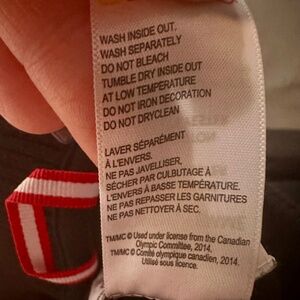 WASH INSIDE OUT.
WASH SEPARATELY
DO NOT BLEACH
TUMBLE DRY INSIDE OUT
AT LOW TEMPERATURE
DO NOT IRON DECORATION
DO NOT DRYCLEAN
LAVER SÉPARÉMENT
À L'ENVERS.
NE PAS JAVELLISER.
SÉCHER PAR CULBUTAGE À
L'ENVERS À BASSE TEMPÉRATURE.
NE PAS REPASSER LES GARNITURES
NE PAS NETTOYER À SEC.
TM/MC © Used under license from the Canadian
Olympic Committee, 2014.
TM/MC © Comité olympique canadien, 2014.
Utilisé sous licence.